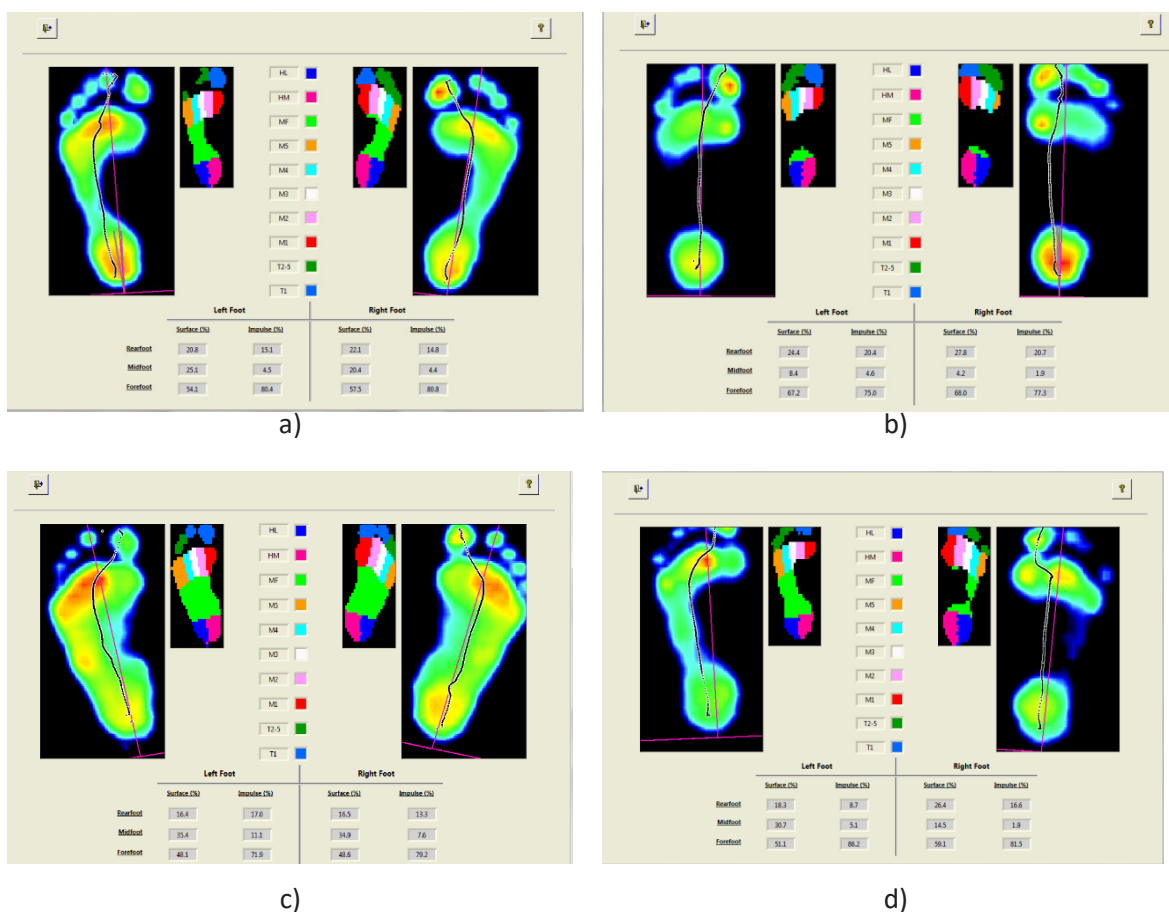 ?
HL
HM
MF
M5
M4
M3
M2
M1
T2-5
T1
Left Foot Right Foot
Surface (%) Impulse (%) Surface (%) Impulse (%)
Rearfoot 20.8 15.1 22.1 14.8
Midfoot 25.1 4.5 20.4 4.4
Forefoot 54.1 80.4 57.5 80.8
a)
?
HL
HM
MF
M5
M4
M3
M2
M1
T2-5
T1
Left Foot Right Foot
Surface (%) Impulse (%) Surface (%) Impulse (%)
Rearfoot 24.4 20.4 27.8 20.7
Midfoot 8.4 4.6 4.2 1.9
Forefoot 67.2 75.0 68.0 77.3
b)
?
HL
HM
MF
M5
M4
M3
M2
M1
T2-5
T1
Left Foot Right Foot
Surface (%) Impulse (%) Surface (%) Impulse (%)
Rearfoot 16.4 17.0 16.5 13.3
Midfoot 35.4 11.1 34.9 7.6
Forefoot 48.1 71.9 48.6 79.2
c)
?
HL
HM
MF
M5
M4
M3
M2
M1
T2-5
T1
Left Foot Right Foot
Surface (%) Impulse (%) Surface (%) Impulse (%)
Rearfoot 18.3 8.7 26.4 16.6
Midfoot 30.7 5.1 14.5 1.9
Forefoot 51.1 86.2 59.1 81.5
d)